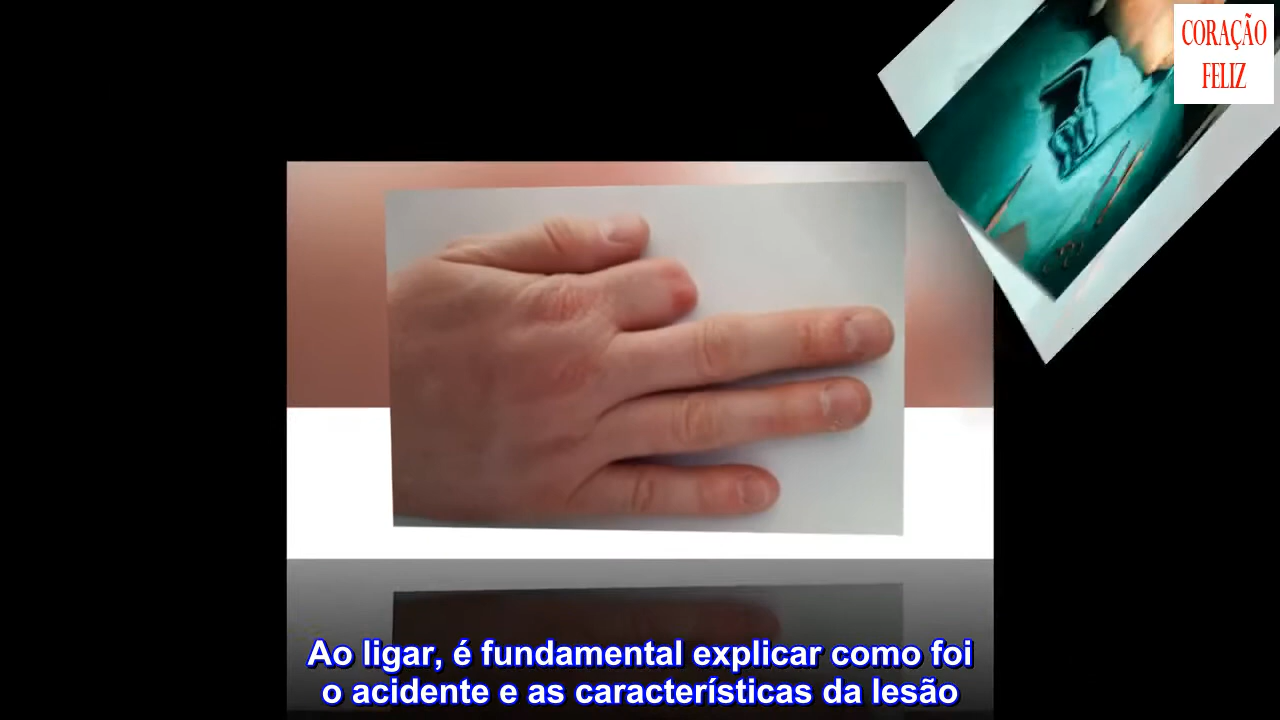 CORAÇÃO
FELIZ
Ao ligar, é fundamental explicar como foi
o acidente e as características da lesão